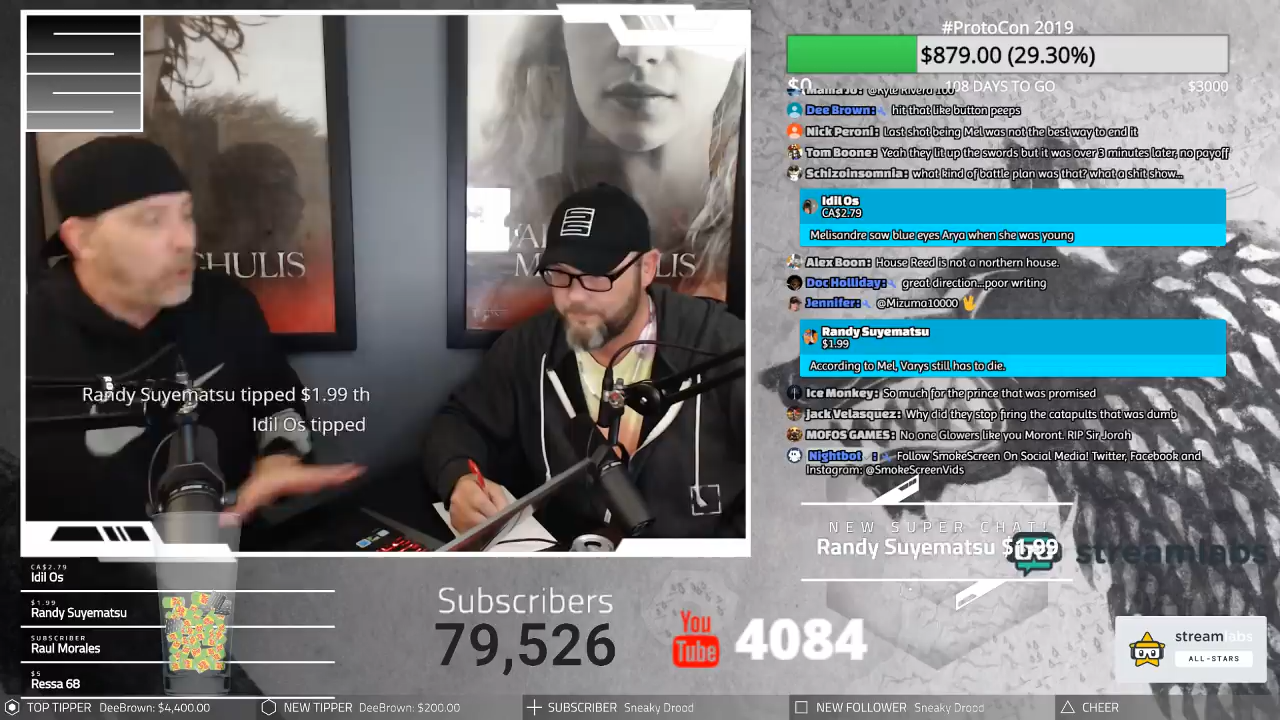 #ProtoCon 2019
$879.00 (29.30%)
$0
108 DAYS TO GO
$3000
MamaJo: @Kyle Rivera 100
Dee Brown: hit that like button peeps
Nick Peroni: Last shot being Mel was not the best way to end it
Tom Boone: Yeah they lit up the swords but it was over 3 minutes later, no payoff
Schizoinsomnia: what kind of battle plan was that? what a shit show...
Idil Os
CA$2.79
Melisandre saw blue eyes Arya when she was young
Alex Boon: House Reed is not a northern house.
Doc Holliday: great direction...poor writing
Jennifer: @Mizuma10000
Randy Suyematsu
$1.99
According to Mel, Varys still has to die.
Ice Monkey: So much for the prince that was promised
jack Velasquez: Why did they stop firing the catapults that was dumb
MOFOS GAMES: No one Glowers like you Moront. RIP Sir Jorah
Nightbot : Follow SmokeScreen On Social Media! Twitter, Facebook and
Instagram: @SmokeScreenVids
NEW SUPER CHAT!
Randy Suyematsu $1.99
streamlabs
GHULIS
VA
M LIS
Randy Suyematsu tipped $1.99 th
Idil Os tipped
CA$2.79
Idil Os
$1.99
Randy Suyematsu
SUBSCRIBER
Raul Morales
$5
Ressa 68
Subscribers
79,526
You
Tube
4084
streamlabs
ALL-STARS
TOP TIPPER DeeBrown: $4,400.00
NEW TIPPER DeeBrown: $200.00
SUBSCRIBER Sneaky Drood
NEW FOLLOWER Sneaky Drood
CHEER